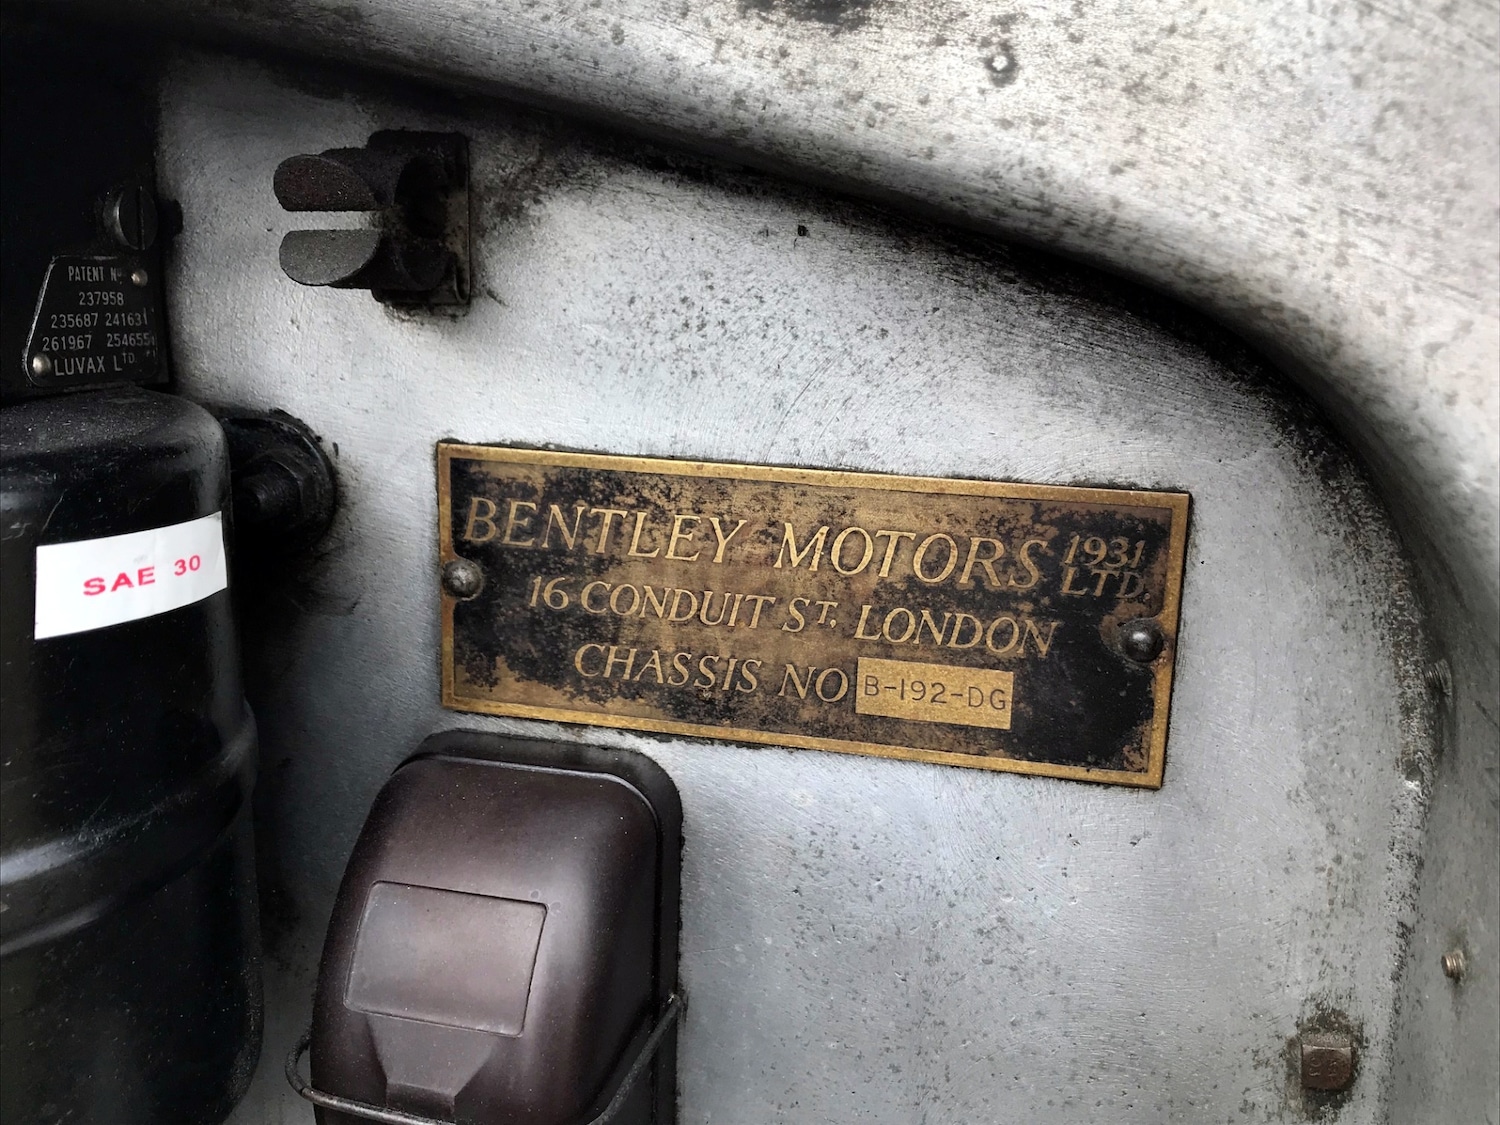 PATENT Nº
237958
235687 241631
261967 254655
LUVAX LTD.
SAE 30
BENTLEY MOTORS 1931 LTD.
16 CONDUIT ST. LONDON
CHASSIS NO B-192-DG